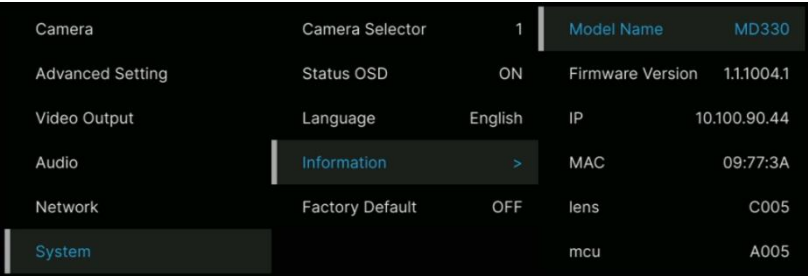 Camera
Advanced Setting
Video Output
Audio
Network
System
Camera Selector 1
Status OSD ON
Language English
Information >
Factory Default OFF
Model Name MD330
Firmware Version 1.1.1004.1
IP 10.100.90.44
MAC 09:77:3A
lens C005
mcu A005